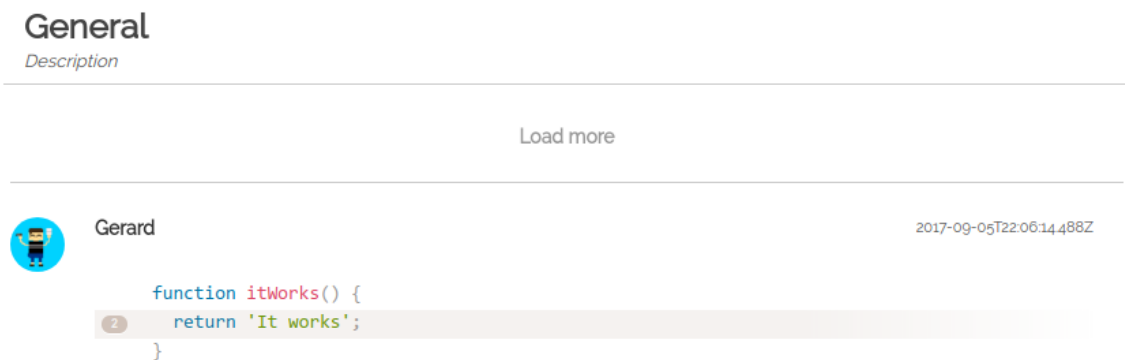 General
Description
Load more
Gerard
2017-09-05T22:06:14.488Z
function itWorks() {
2 return 'It works';
}